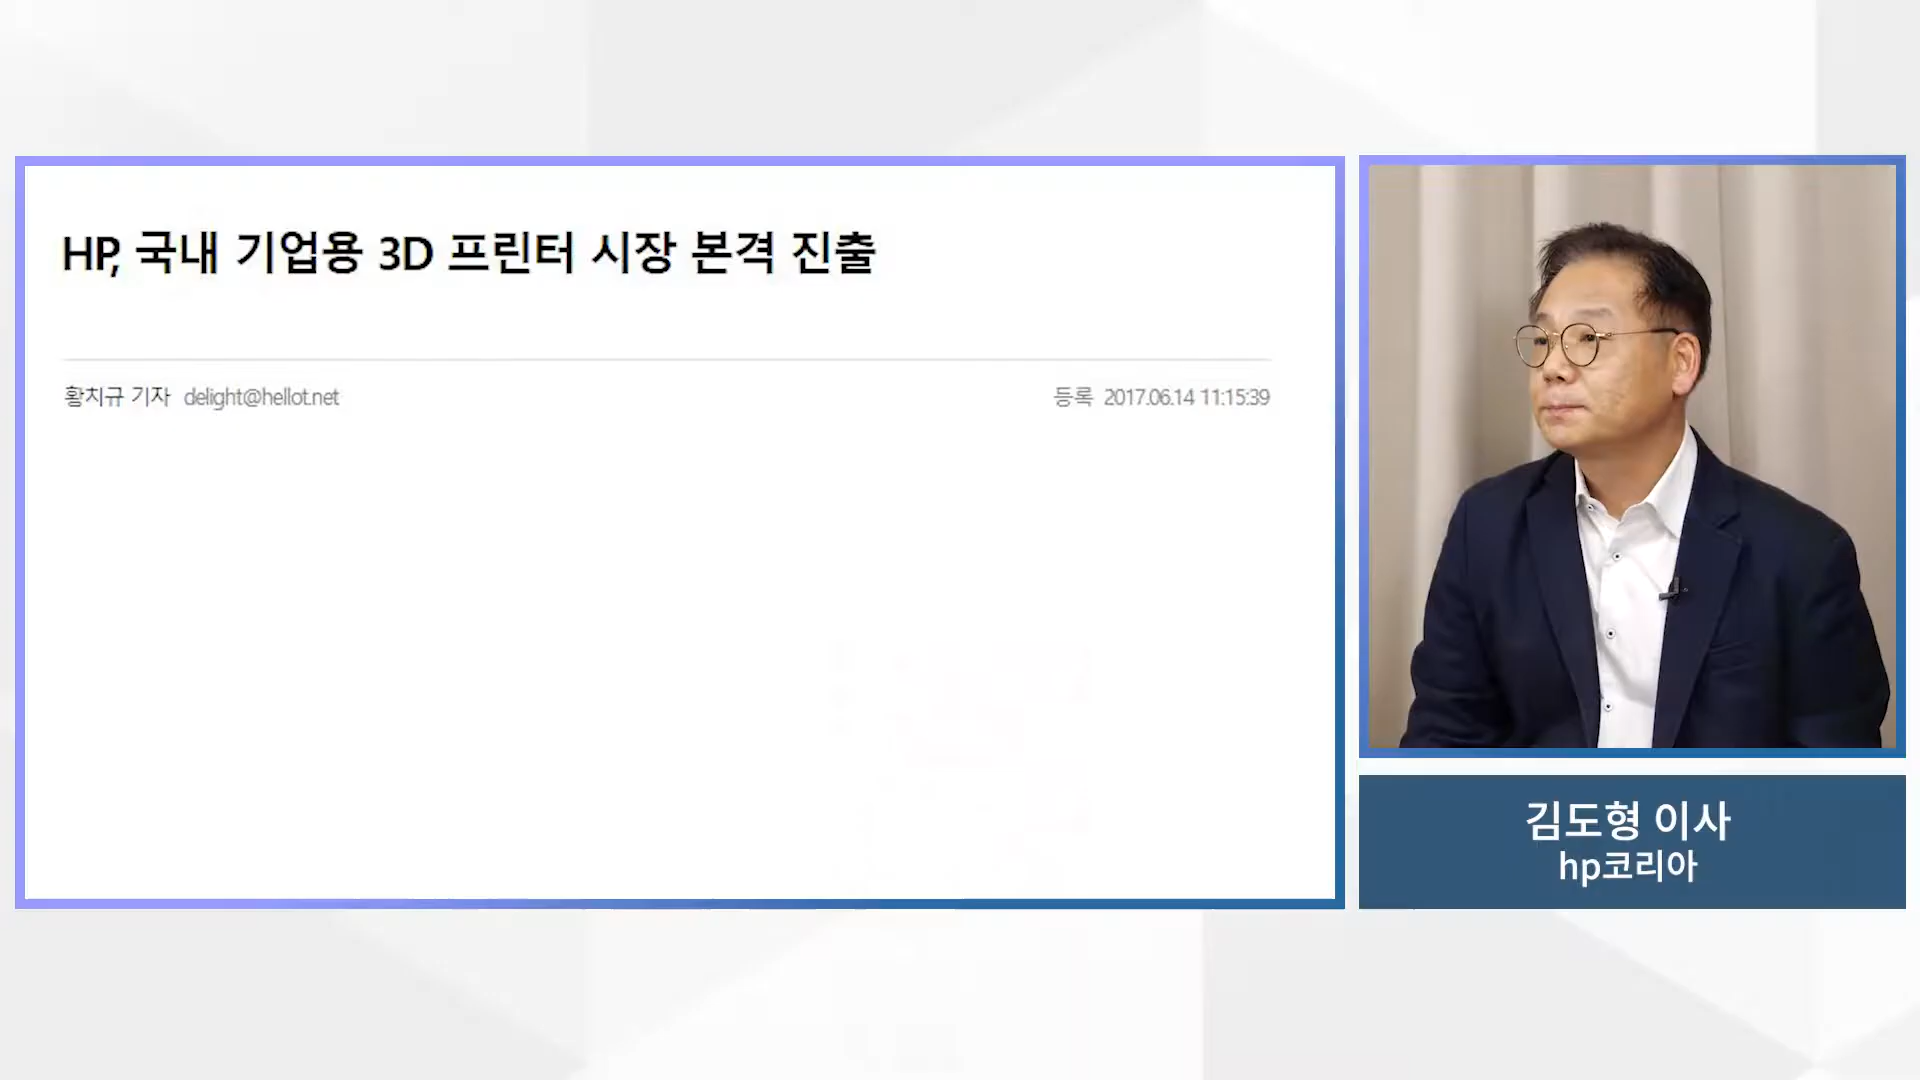 HP, 국내 기업용 3D 프린터 시장 본격 진출
황치규 기자 delight@hellot.net 등록 2017.06.14 11:15:39
김도형 이사
hp코리아